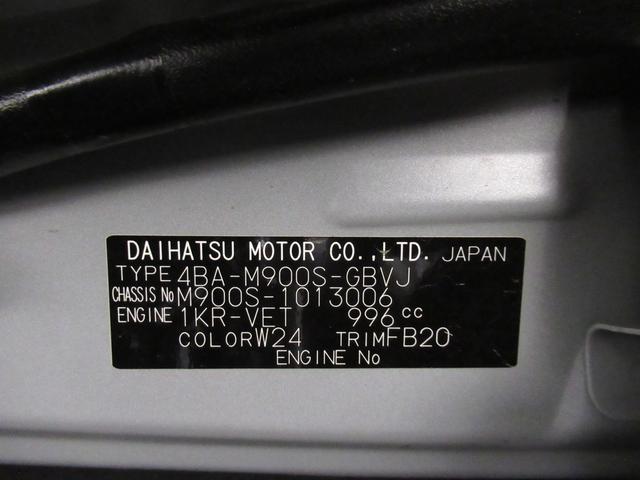 DAIHATSU MOTOR CO.,LTD. JAPAN
TYPE 4BA-M900S-GBVJ
CHASSIS No M900S-1013006
ENGINE 1KR-VET 996 cc
COLOR W24 TRIM FB20
ENGINE No